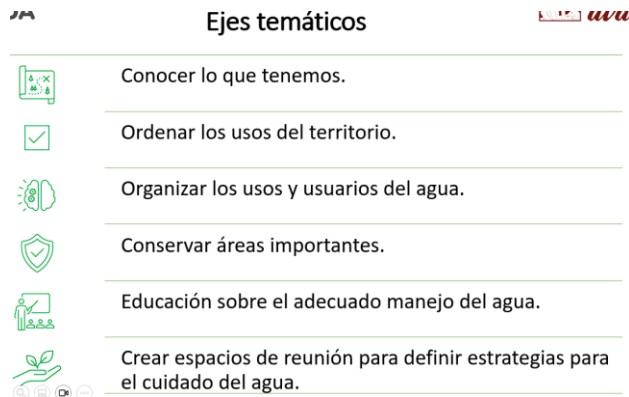 Ejes temáticos
Conocer lo que tenemos.
Ordenar los usos del territorio.
Organizar los usos y usuarios del agua.
Conservar áreas importantes.
Educación sobre el adecuado manejo del agua.
Crear espacios de reunión para definir estrategias para
el cuidado del agua.